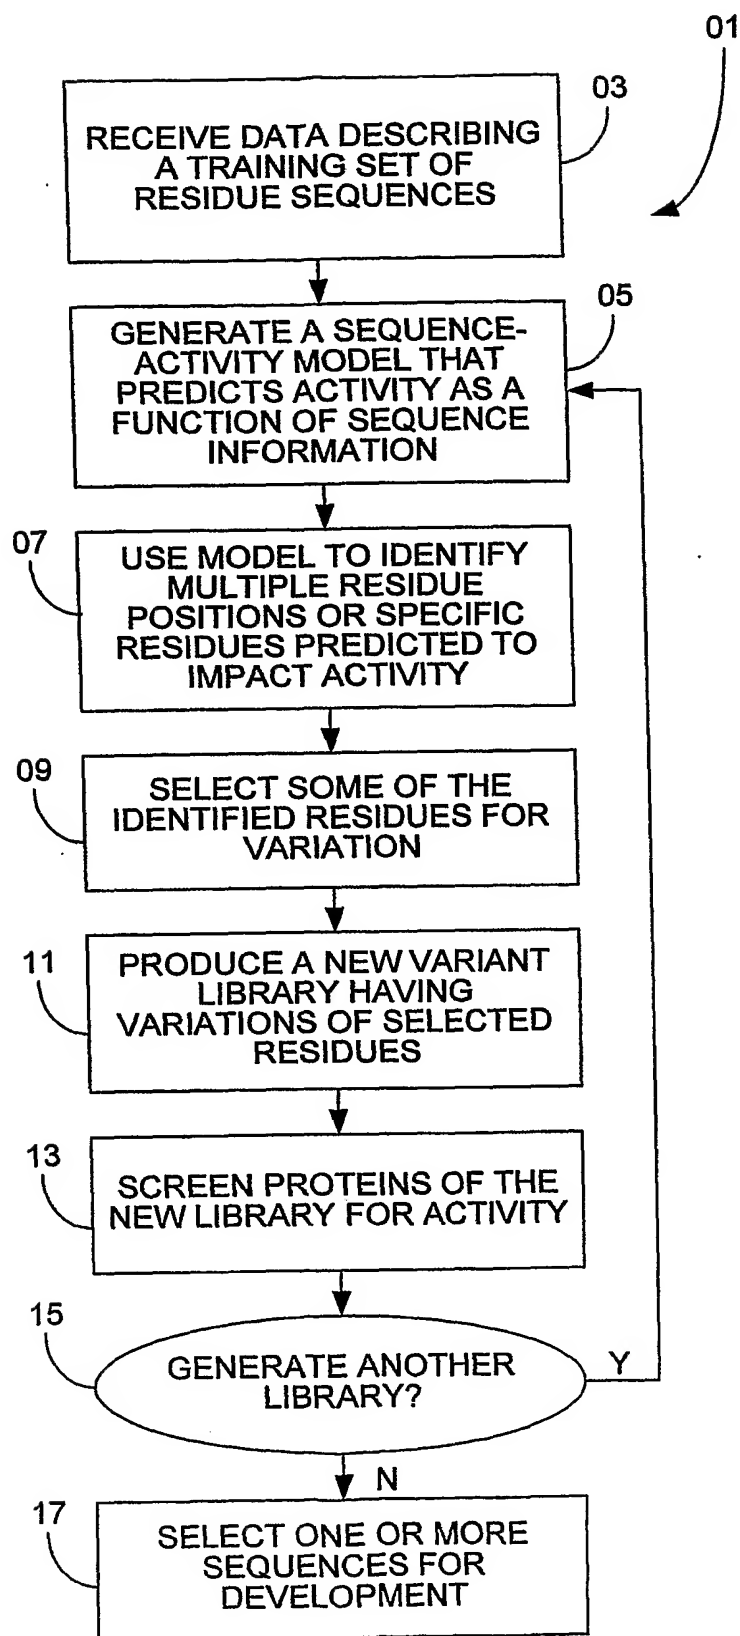 01
03
RECEIVE DATA DESCRIBING
A TRAINING SET OF
RESIDUE SEQUENCES
05
GENERATE A SEQUENCE-
ACTIVITY MODEL THAT
PREDICTS ACTIVITY AS A
FUNCTION OF SEQUENCE
INFORMATION
07
USE MODEL TO IDENTIFY
MULTIPLE RESIDUE
POSITIONS OR SPECIFIC
RESIDUES PREDICTED TO
IMPACT ACTIVITY
09
SELECT SOME OF THE
IDENTIFIED RESIDUES FOR
VARIATION
11
PRODUCE A NEW VARIANT
LIBRARY HAVING
VARIATIONS OF SELECTED
RESIDUES
13
SCREEN PROTEINS OF THE
NEW LIBRARY FOR ACTIVITY
15
GENERATE ANOTHER
LIBRARY?
Y
N
17
SELECT ONE OR MORE
SEQUENCES FOR
DEVELOPMENT